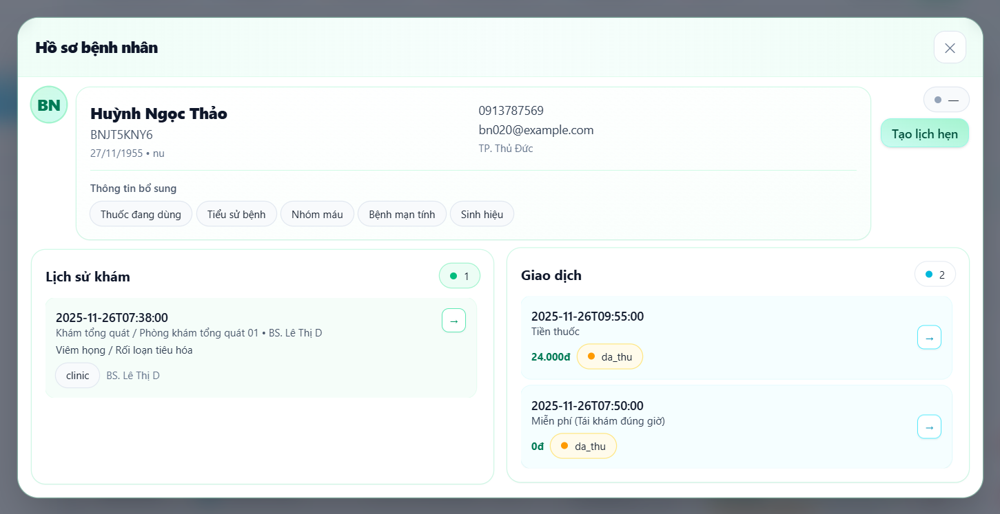 Hồ sơ bệnh nhân
BN
Huỳnh Ngọc Thảo
BNJT5KNY6
27/11/1955 • nu
0913787569
bn020@example.com
TP. Thủ Đức
—
Tạo lịch hẹn
Thông tin bổ sung
Thuốc đang dùng
Tiểu sử bệnh
Nhóm máu
Bệnh mạn tính
Sinh hiệu
Lịch sử khám
1
2025-11-26T07:38:00
→
Khám tổng quát / Phòng khám tổng quát 01 • BS. Lê Thị D
Viêm họng / Rối loạn tiêu hóa
clinic
BS. Lê Thị D
Giao dịch
2
2025-11-26T09:55:00
Tiền thuốc
→
24.000đ
da_thu
2025-11-26T07:50:00
Miễn phí (Tái khám đúng giờ)
→
0đ
da_thu